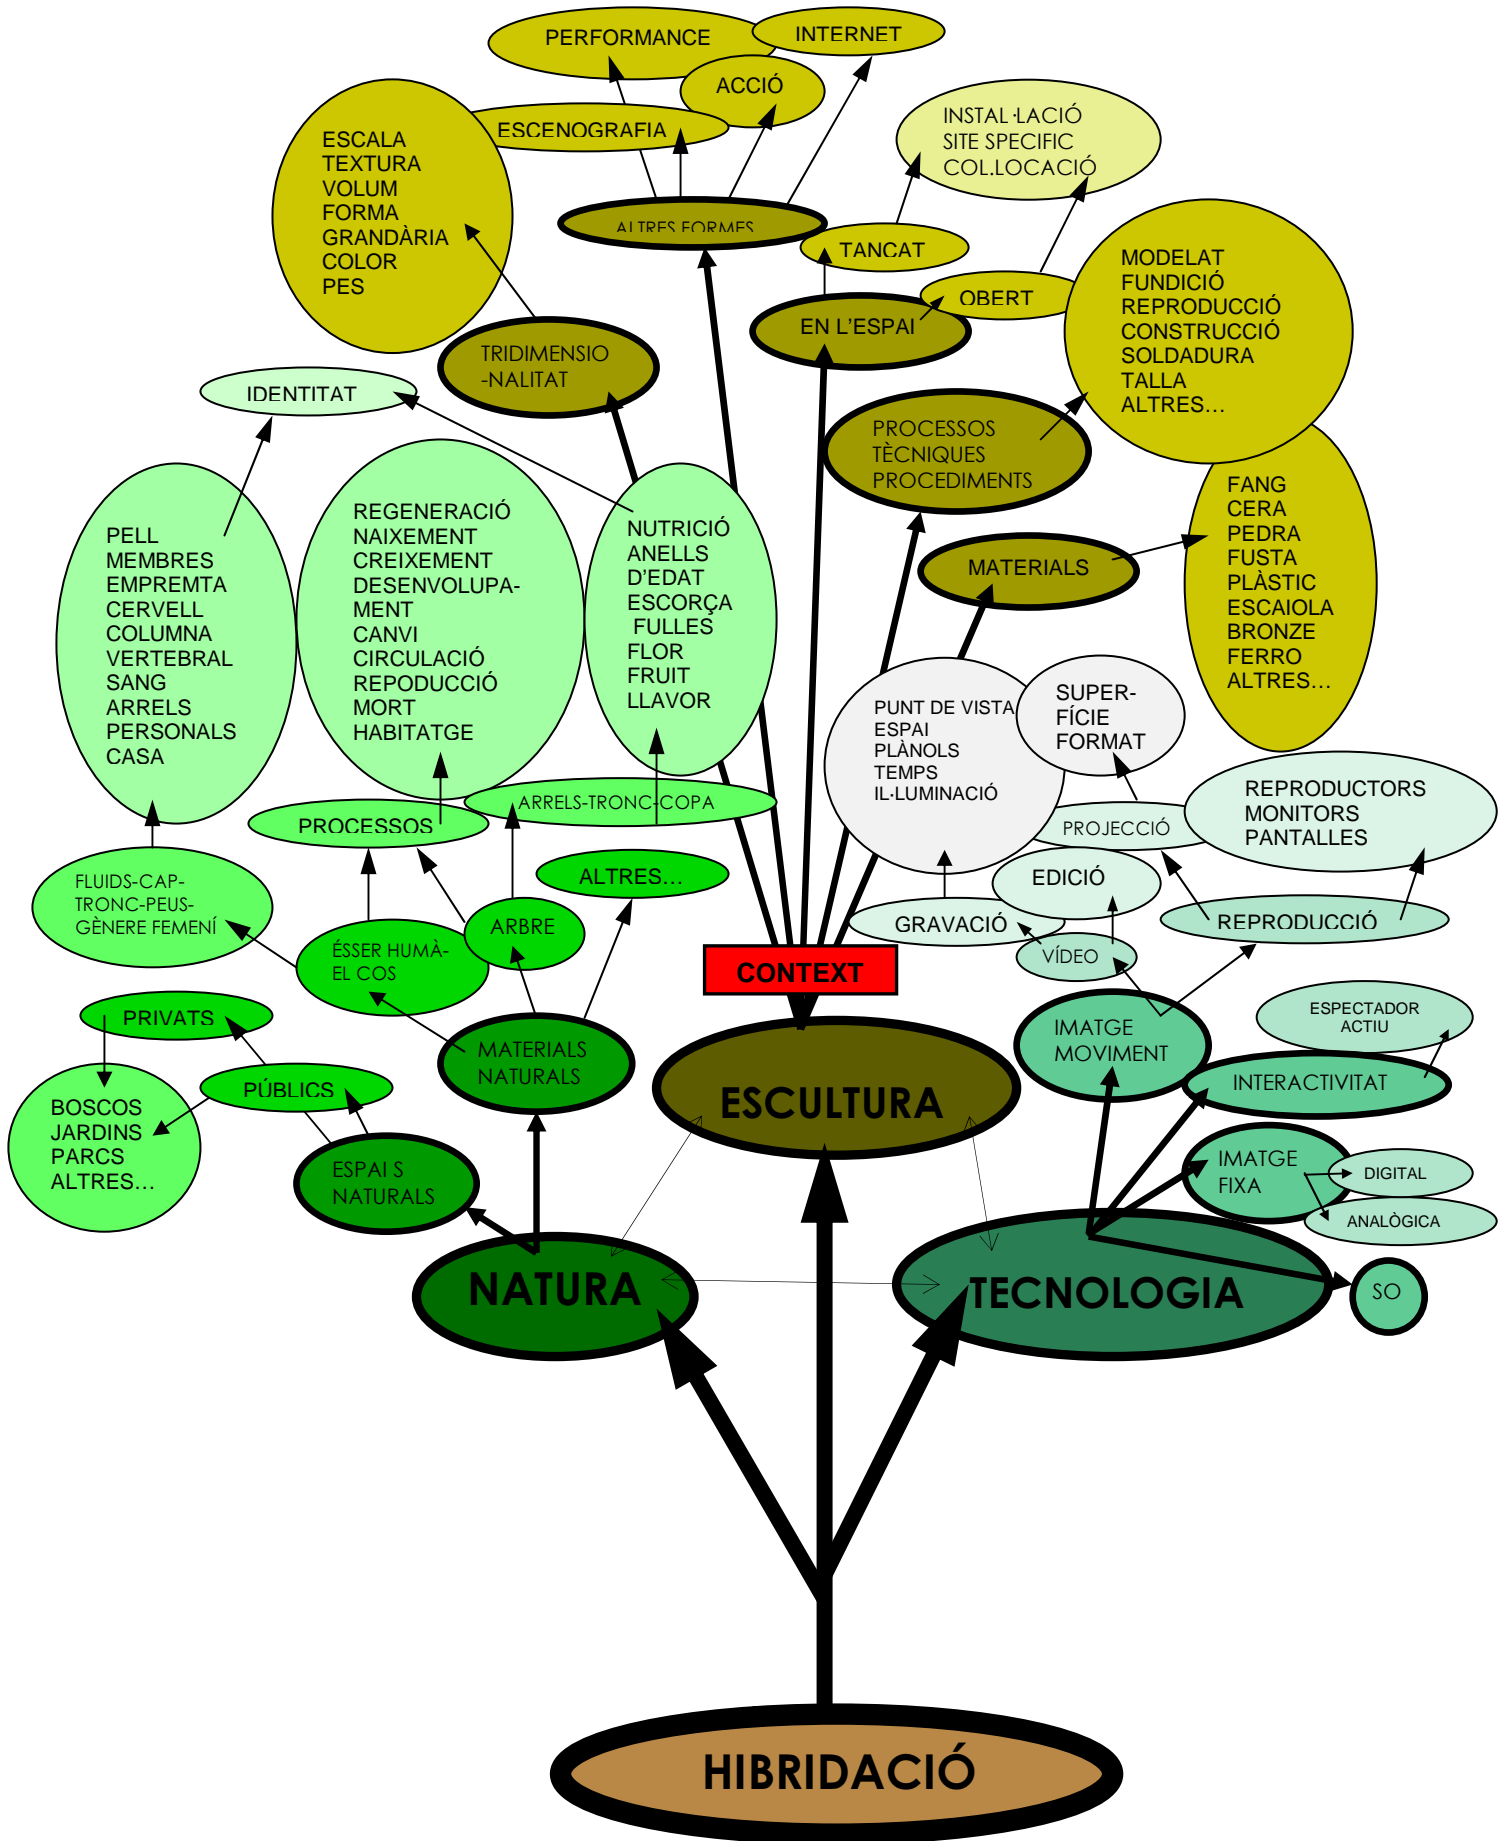 PERFORMANCE
INTERNET
ACCIÓ
ESCENOGRAFIA
ESCALA
TEXTURA
VOLUM
FORMA
GRANDÀRIA
COLOR
PES
INSTAL·LACIÓ
SITE SPECIFIC
COL.LOCACIÓ
ALTRES FORMES
TANCAT
OBERT
EN L'ESPAI
MODELAT
FUNDICIÓ
REPRODUCCIÓ
CONSTRUCCIÓ
SOLDADURA
TALLA
ALTRES…
TRIDIMENSIO
-NALITAT
IDENTITAT
PROCESSOS
TÈCNIQUES
PROCEDIMENTS
FANG
CERA
PEDRA
FUSTA
PLÀSTIC
ESCAIOLA
BRONZE
FERRO
ALTRES…
MATERIALS
PELL
MEMBRES
EMPREMTA
CERVELL
COLUMNA
VERTEBRAL
SANG
ARRELS
PERSONALS
CASA
REGENERACIÓ
NAIXEMENT
CREIXEMENT
DESENVOLUPA-
MENT
CANVI
CIRCULACIÓ
REPODUCCIÓ
MORT
HABITATGE
NUTRICIÓ
ANELLS
D'EDAT
ESCORÇA
FULLES
FLOR
FRUIT
LLAVOR
PUNT DE VISTA
ESPAI
PLÀNOLS
TEMPS
IL·LUMINACIÓ
SUPER-
FÍCIE
FORMAT
REPRODUCTORS
MONITORS
PANTALLES
PROJECCIÓ
ARRELS-TRONC-COPA
PROCESSOS
ALTRES…
EDICIÓ
FLUIDS-CAP-
TRONC-PEUS-
GÈNERE FEMENÍ
ARBRE
GRAVACIÓ
REPRODUCCIÓ
ÉSSER HUMÀ-
EL COS
VÍDEO
CONTEXT
PRIVATS
ESPECTADOR
ACTIU
IMATGE
MOVIMENT
MATERIALS
NATURALS
PÚBLICS
INTERACTIVITAT
ESCULTURA
BOSCOS
JARDINS
PARCS
ALTRES…
ESPAI S
NATURALS
IMATGE
FIXA
DIGITAL
ANALÒGICA
NATURA
TECNOLOGIA
SO
HIBRIDACIÓ